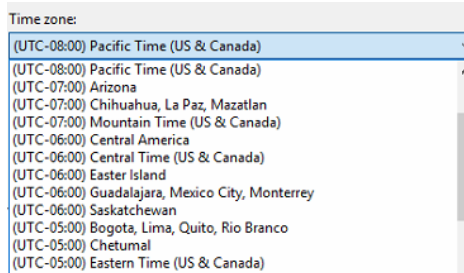 Time zone:
(UTC-08:00) Pacific Time (US & Canada)
(UTC-08:00) Pacific Time (US & Canada)
(UTC-07:00) Arizona
(UTC-07:00) Chihuahua, La Paz, Mazatlan
(UTC-07:00) Mountain Time (US & Canada)
(UTC-06:00) Central America
(UTC-06:00) Central Time (US & Canada)
(UTC-06:00) Easter Island
(UTC-06:00) Guadalajara, Mexico City, Monterrey
(UTC-06:00) Saskatchewan
(UTC-05:00) Bogota, Lima, Quito, Rio Branco
(UTC-05:00) Chetumal
(UTC-05:00) Eastern Time (US & Canada)